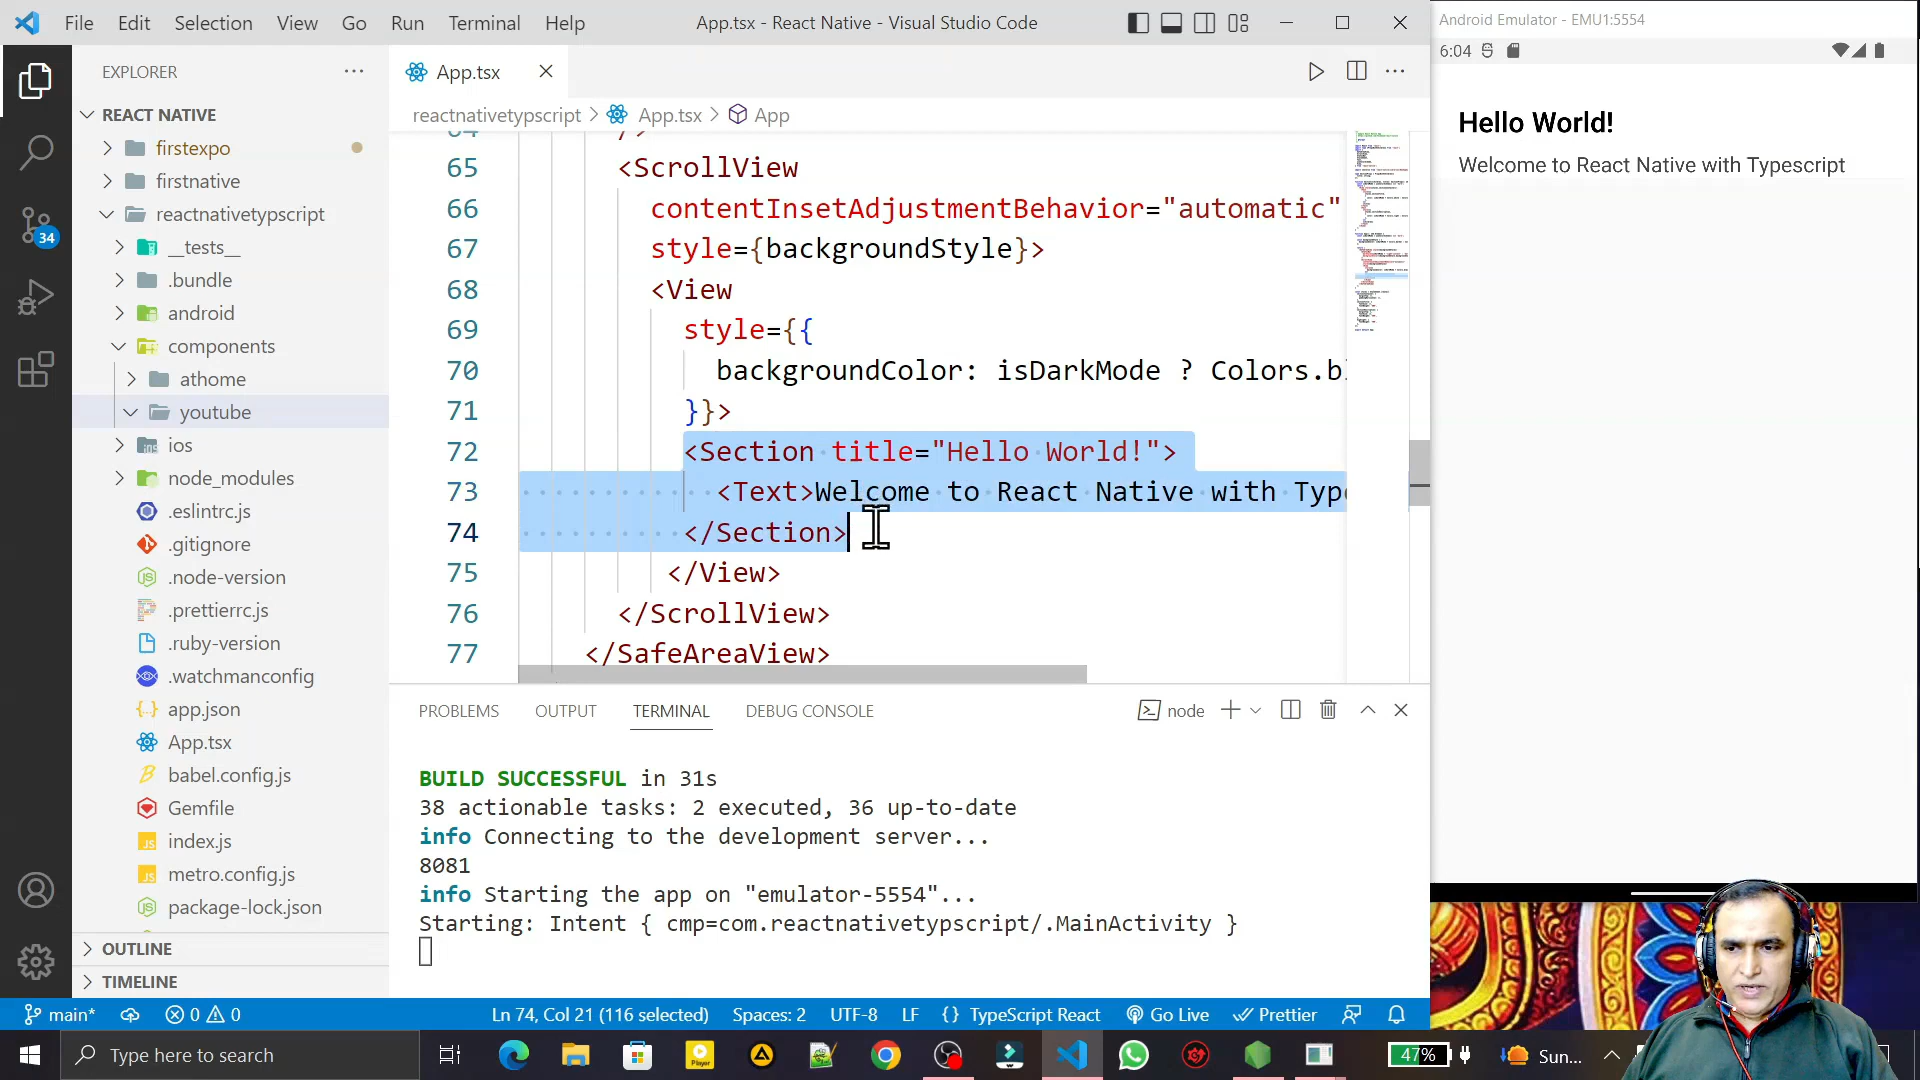 File Edit Selection View Go Run Terminal Help
App.tsx - React Native - Visual Studio Code
EXPLORER
REACT NATIVE
firstexpo
firstnative
reactnativetypscript
__tests__
.bundle
android
components
athome
youtube
ios
node_modules
.eslintrc.js
.gitignore
.node-version
.prettierrc.js
.ruby-version
.watchmanconfig
app.json
App.tsx
babel.config.js
Gemfile
index.js
metro.config.js
package-lock.json
OUTLINE
TIMELINE
34
App.tsx
reactnativetypscript > App.tsx > App
64 />
65 <ScrollView
66 contentInsetAdjustmentBehavior="automatic"
67 style={backgroundStyle}>
68 <View
69 style={{
70 backgroundColor: isDarkMode ? Colors.bl
71 }}>
72 <Section title="Hello World!">
73 <Text>Welcome to React Native with Type
74 </Section>
75 </View>
76 </ScrollView>
77 </SafeAreaView>
PROBLEMS OUTPUT TERMINAL DEBUG CONSOLE
node
BUILD SUCCESSFUL in 31s
38 actionable tasks: 2 executed, 36 up-to-date
info Connecting to the development server...
8081
info Starting the app on "emulator-5554"...
Starting: Intent { cmp=com.reactnativetypscript/.MainActivity }
Android Emulator - EMU1:5554
6:04
Hello World!
Welcome to React Native with Typescript
main* 0 0 Ln 74, Col 21 (116 selected) Spaces: 2 UTF-8 LF {} TypeScript React Go Live Prettier
Type here to search
Player
47%
Sun...